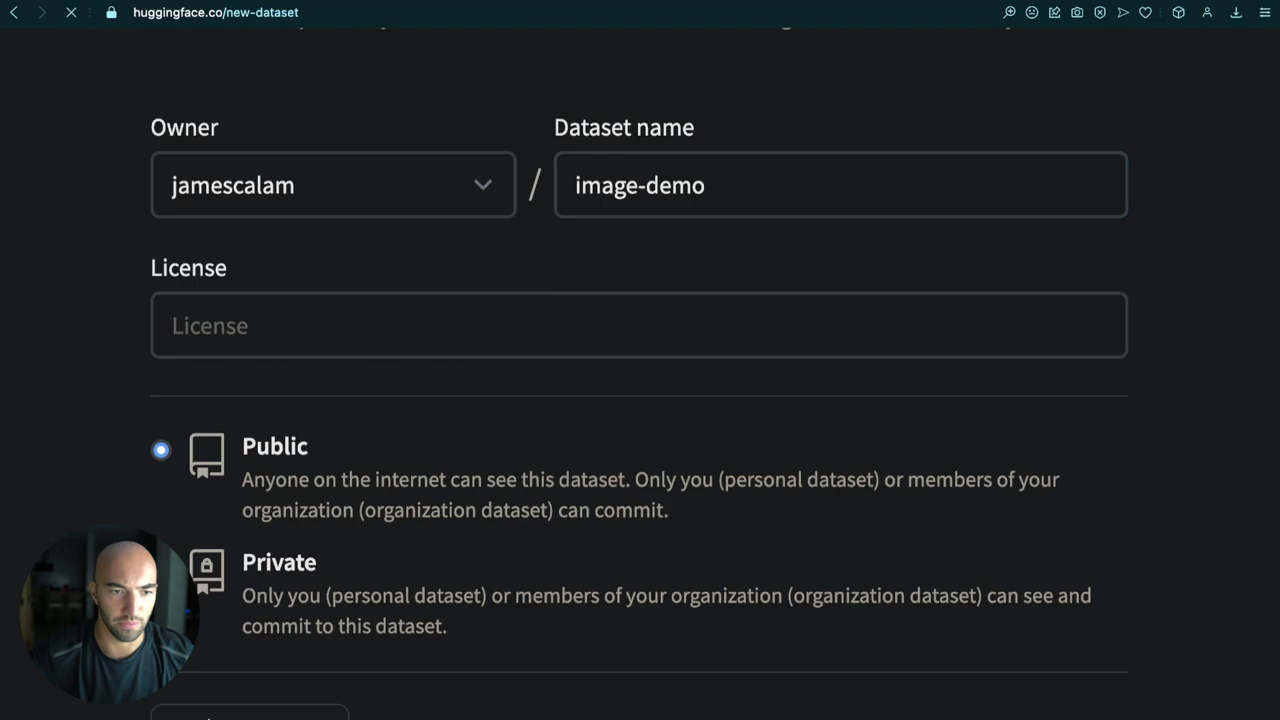 huggingface.co/new-dataset
Owner
Dataset name
jamescalam
/
image-demo
License
License
Public
Anyone on the internet can see this dataset. Only you (personal dataset) or members of your
organization (organization dataset) can commit.
Private
Only you (personal dataset) or members of your organization (organization dataset) can see and
commit to this dataset.